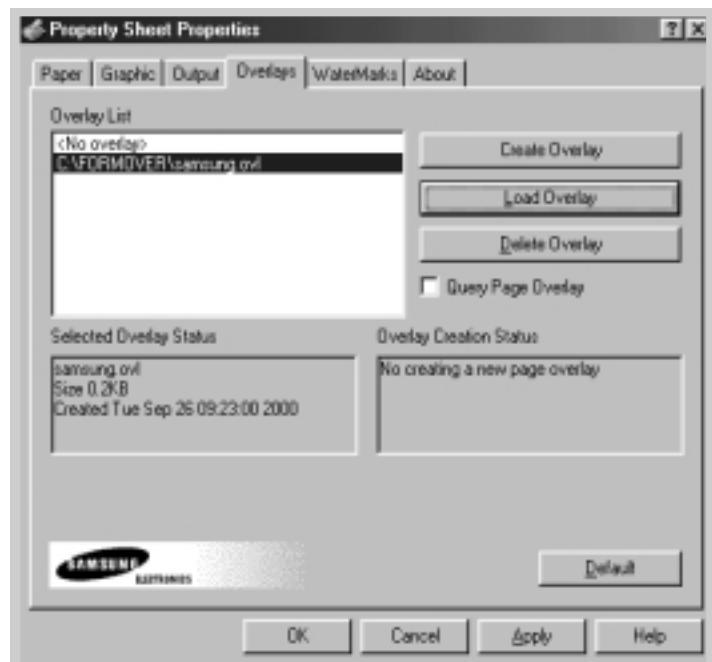 Property Sheet Properties
? X
Paper Graphic Output Overlays WaterMarks About
Overlay List
<No overlay>
C:\FORMOVER\samsung.ovl
Create Overlay
Load Overlay
Delete Overlay
Query Page Overlay
Selected Overlay Status
samsung.ovl
Size 0.2KB
Created Tue Sep 26 09:23:00 2000
Overlay Creation Status
No creating a new page overlay
SAMSUNG
ELECTRONICS
Default
OK Cancel Apply Help